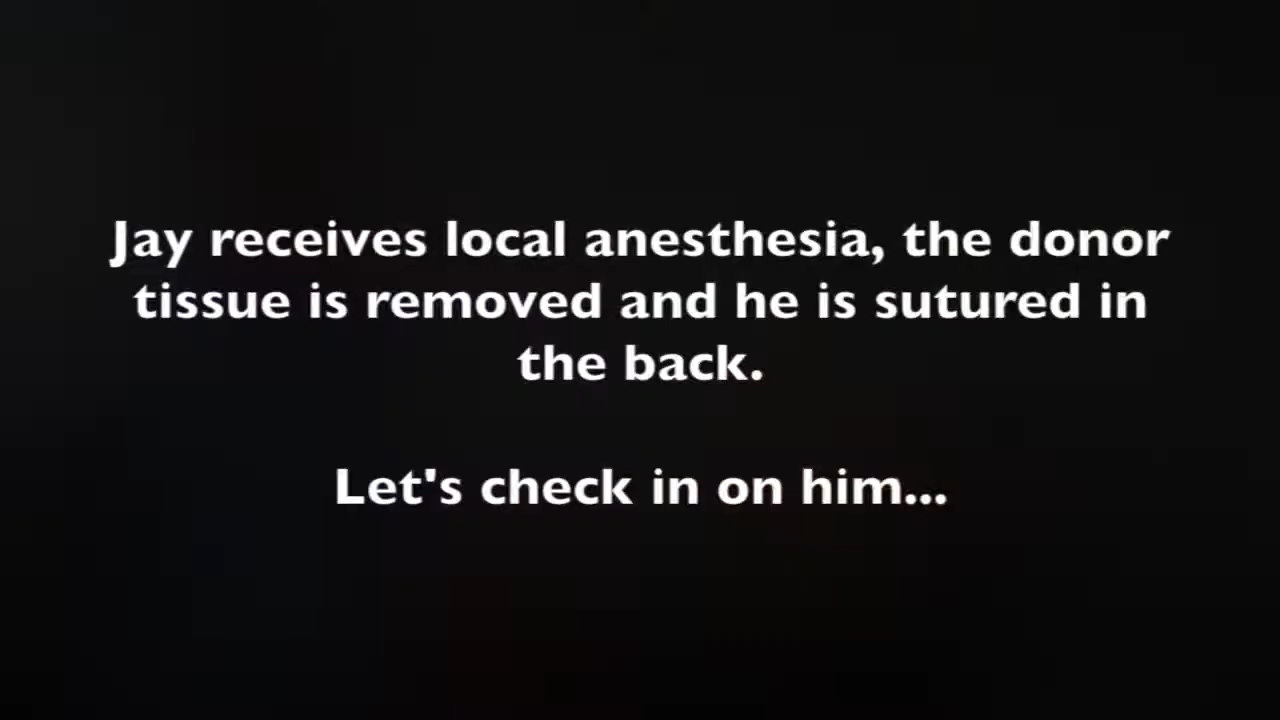 Jay receives local anesthesia, the donor
tissue is removed and he is sutured in
the back.
Let's check in on him...